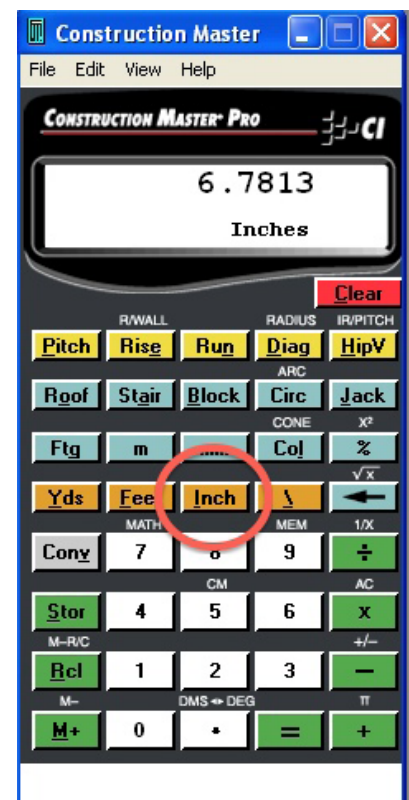 Construction Master
File Edit View Help
CONSTRUCTION MASTER® PRO CI
6.7813
Inches
Clear
R/WALL RADIUS IR/PITCH
Pitch Rise Run Diag HipV
ARC
Roof Stair Block Circ Jack
CONE X²
Ftg m Col %
√x
Yds Fee Inch \
MATH MEM 1/X
Conv 7 8 9 ÷
CM AC
Stor 4 5 6 x
M-R/C +/−
Rcl 1 2 3 −
M- DMS ↔ DEG π
M+ 0 . = +